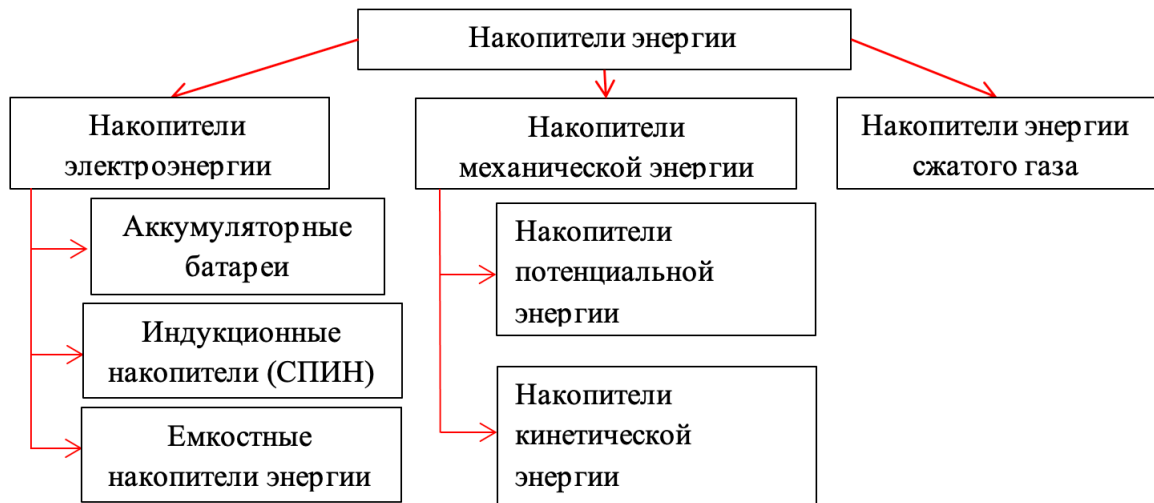 Накопители энергии
Накопители
электроэнергии
Накопители
механической энергии
Накопители энергии
сжатого газа
Аккумуляторные
батареи
Индукционные
накопители (СПИН)
Емкостные
накопители энергии
Накопители
потенциальной
энергии
Накопители
кинетической
энергии